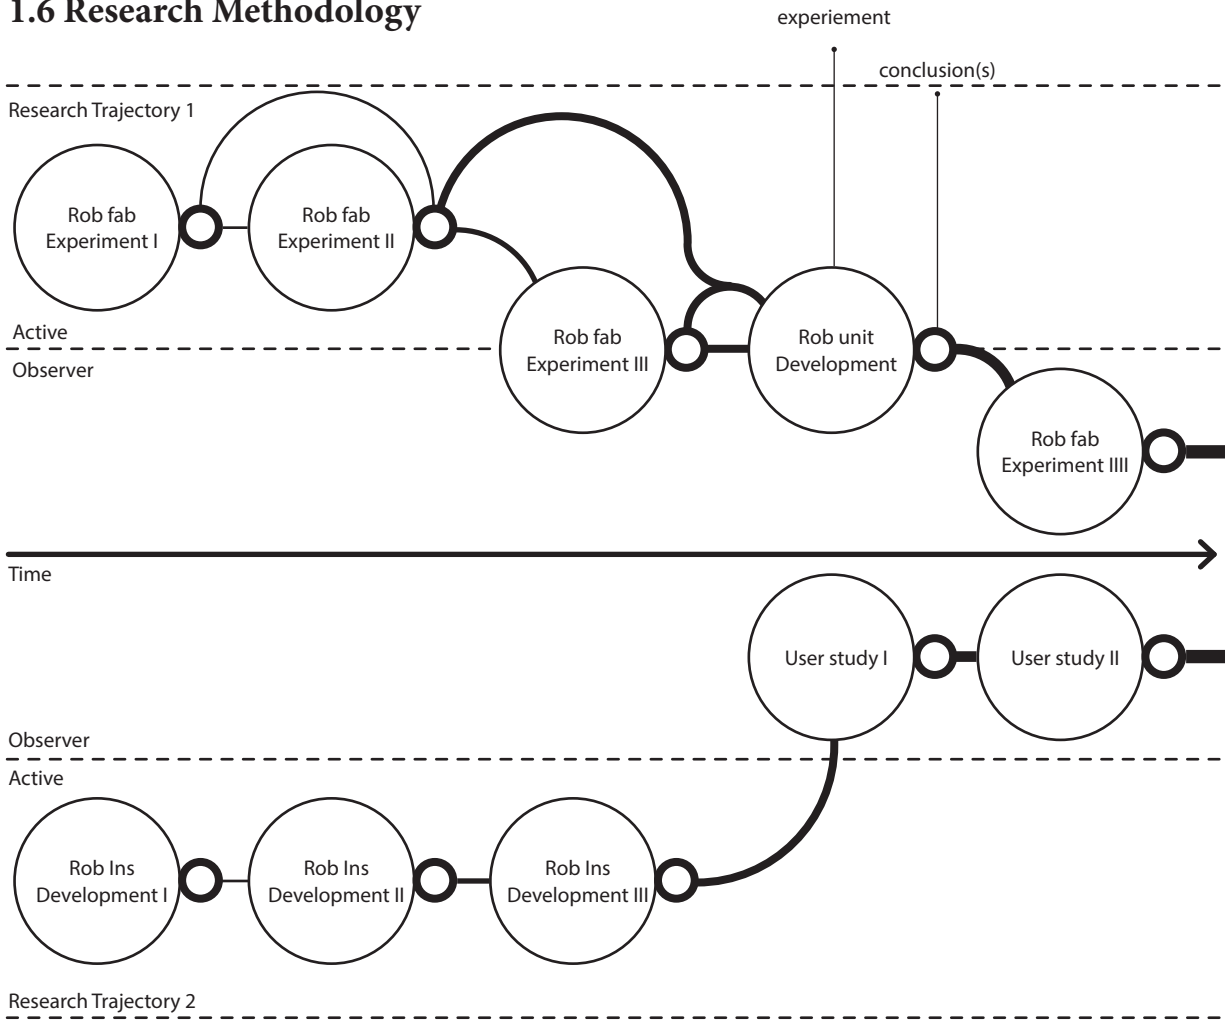 1.6 Research Methodology
experiement
conclusion(s)
Research Trajectory 1
Rob fab
Experiment I
Rob fab
Experiment II
Active
Observer
Rob fab
Experiment III
Rob unit
Development
Rob fab
Experiment IIII
Time
User study I
User study II
Observer
Active
Rob Ins
Development I
Rob Ins
Development II
Rob Ins
Development III
Research Trajectory 2